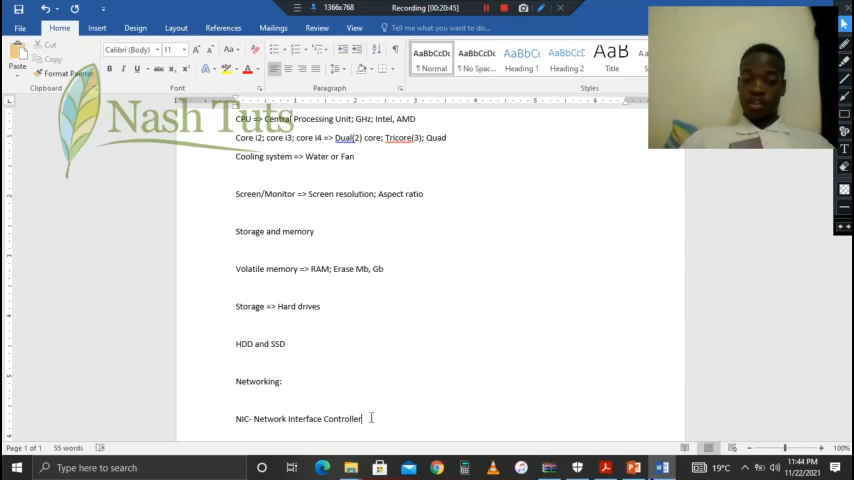 1366x768
Recording [00:20:45]
File Home Insert Design Layout References Mailings Review View Tell me what you want to do...
Cut
Copy
Paste
Format Painter
Calibri (Body) 11
Clipboard Font Paragraph Styles
AaBbCcDc AaBbCcDc AaBbCc AaBbCcC AaB
¶ Normal ¶ No Spac... Heading 1 Heading 2 Title
Nash Tuts
CPU => Central Processing Unit; GHz; Intel, AMD
Core i2; core i3; core i4 => Dual(2) core; Tricore(3); Quad
Cooling system => Water or Fan
Screen/Monitor => Screen resolution; Aspect ratio
Storage and memory
Volatile memory => RAM; Erase Mb, Gb
Storage => Hard drives
HDD and SSD
Networking:
NIC- Network Interface Controller
Page 1 of 1 55 words
100%
Type here to search
19°C
11:44 PM
11/22/2021